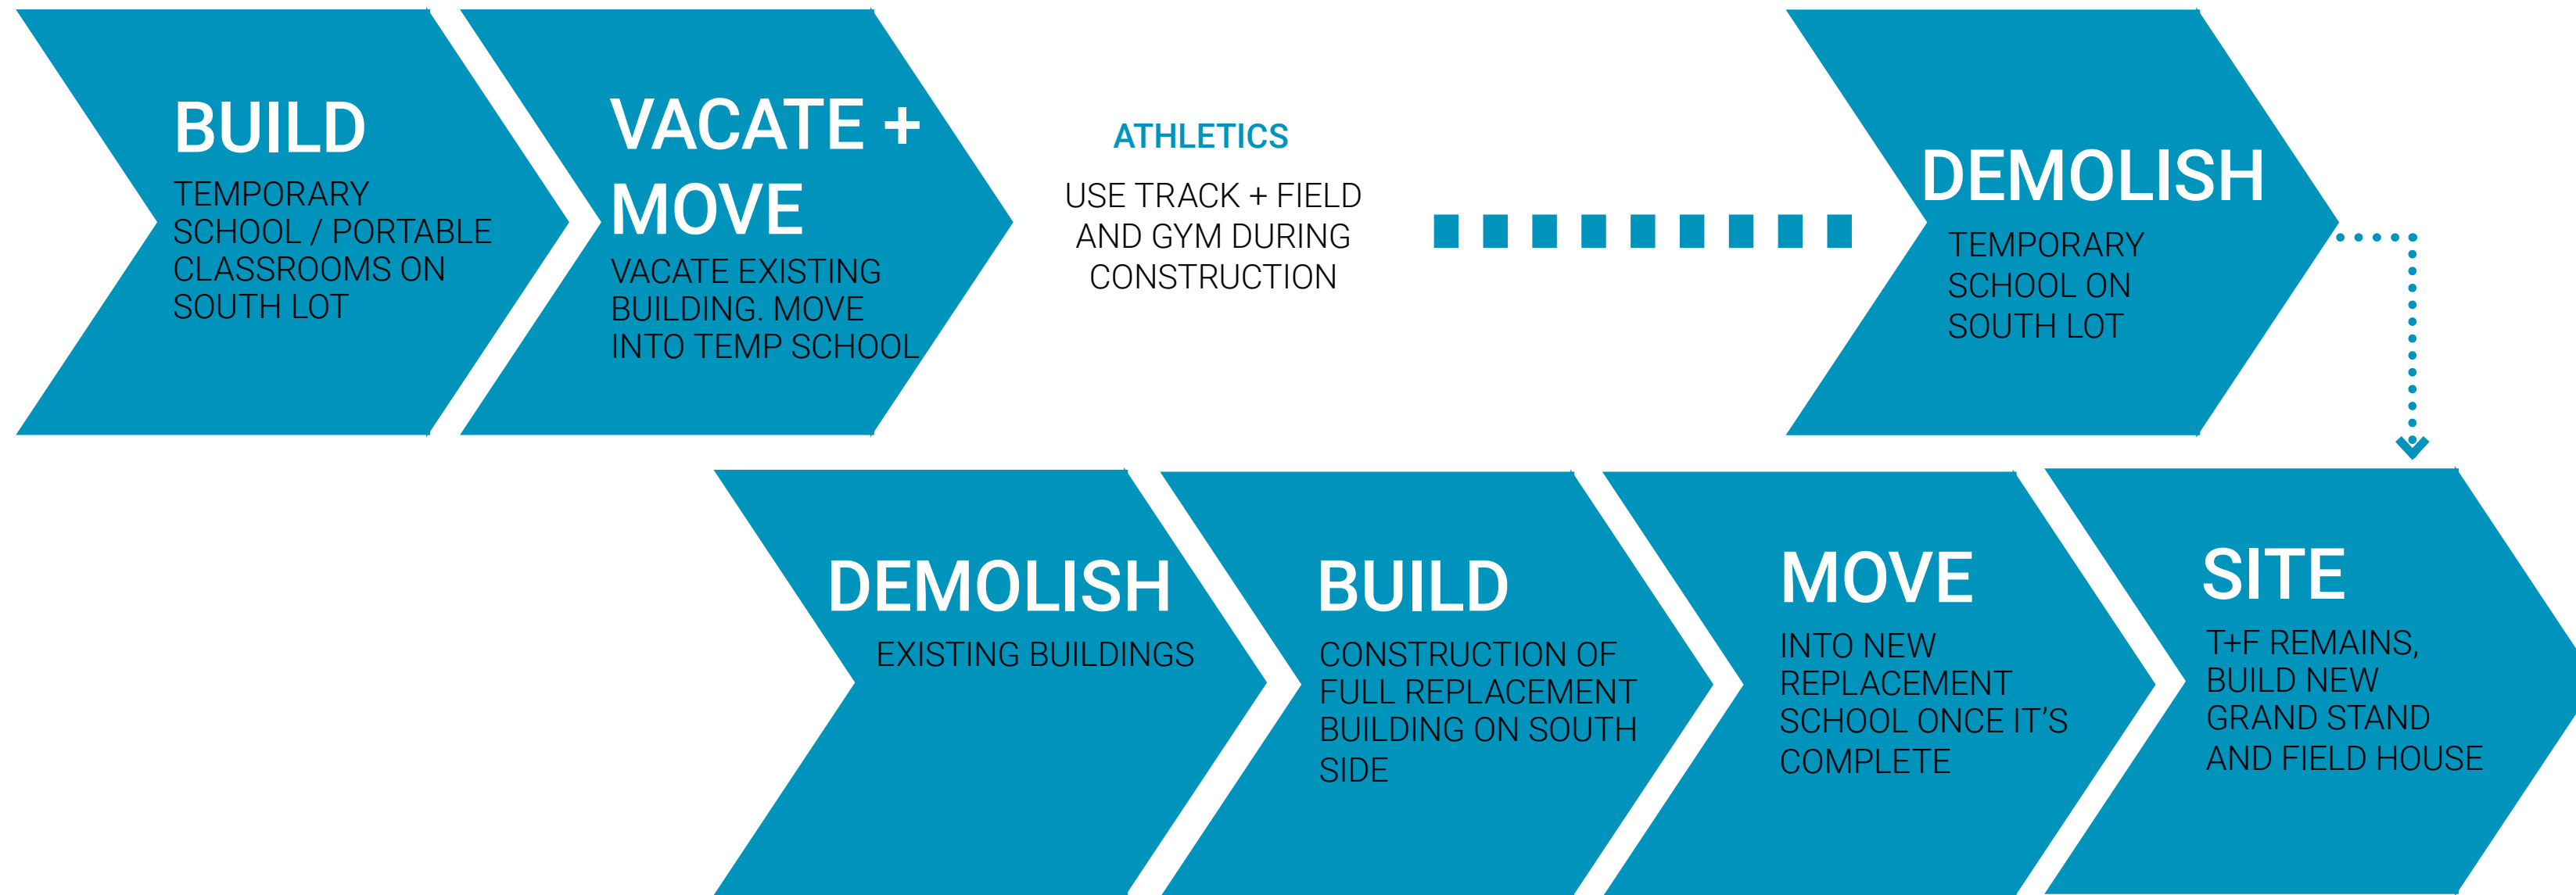 BUILD
TEMPORARY
SCHOOL / PORTABLE
CLASSROOMS ON
SOUTH LOT
VACATE +
MOVE
VACATE EXISTING
BUILDING. MOVE
INTO TEMP SCHOOL
ATHLETICS
USE TRACK + FIELD
AND GYM DURING
CONSTRUCTION
DEMOLISH
TEMPORARY
SCHOOL ON
SOUTH LOT
DEMOLISH
EXISTING BUILDINGS
BUILD
CONSTRUCTION OF
FULL REPLACEMENT
BUILDING ON SOUTH
SIDE
MOVE
INTO NEW
REPLACEMENT
SCHOOL ONCE IT’S
COMPLETE
SITE
T+F REMAINS,
BUILD NEW
GRAND STAND
AND FIELD HOUSE